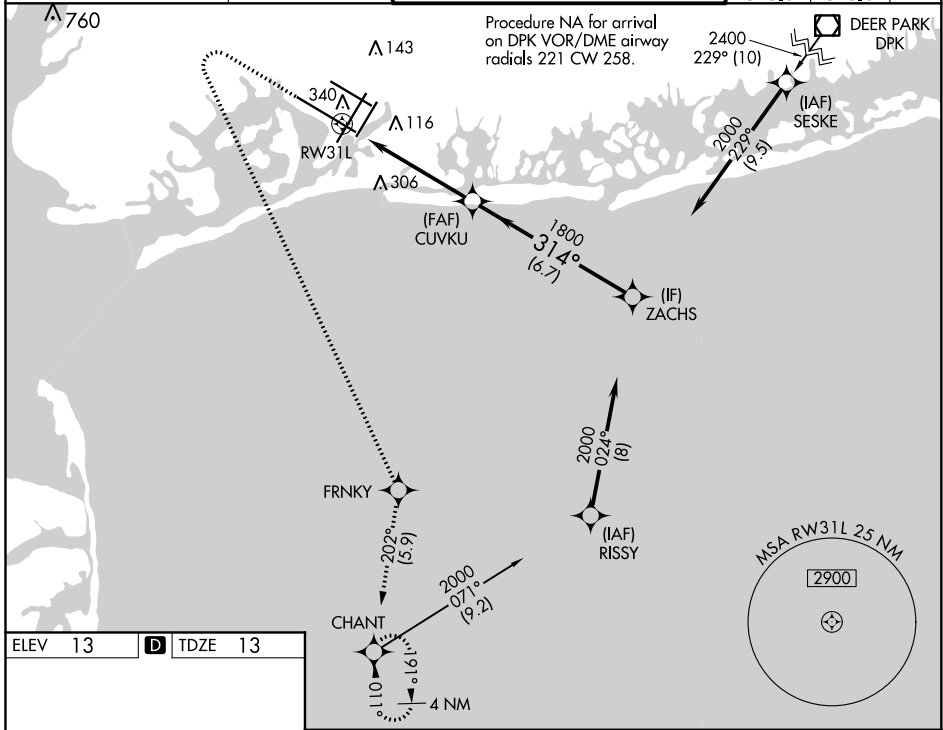 760
143
Procedure NA for arrival
on DPK VOR/DME airway
radials 221 CW 258.
2400
229° (10)
DEER PARK
DPK
340
116
RW31L
(IAF)
SESKE
2000
229°
(9.5)
306
(FAF)
CUVKU
1800
314°
(6.7)
(IF)
ZACHS
2000
024°
(8)
FRNKY
(IAF)
RISSY
202°
(5.9)
MSA RW31L 25 NM
2900
2000
071°
(9.2)
CHANT
191°
011°
4 NM
ELEV 13
D
TDZE 13